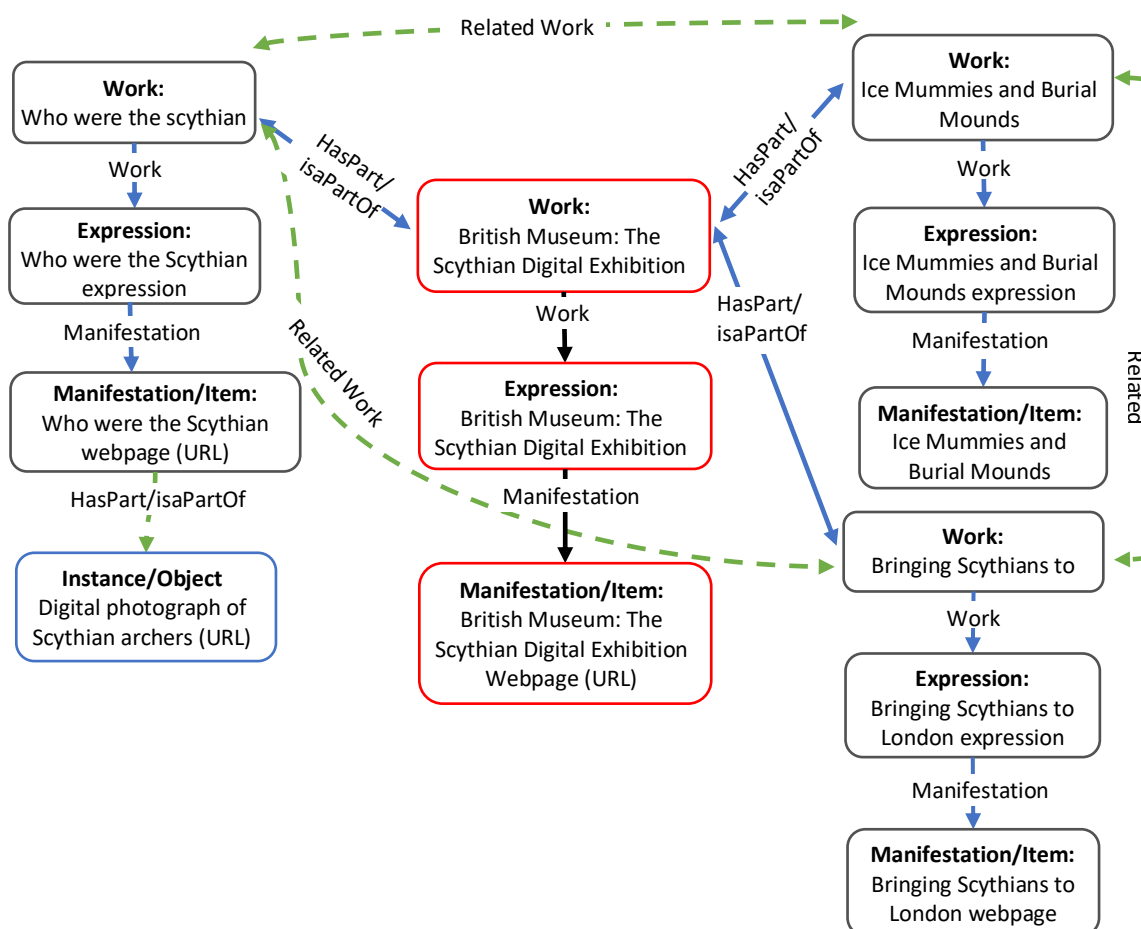 Related Work
Work:
Who were the scythian
Work
Expression:
Who were the Scythian
expression
Manifestation
Manifestation/Item:
Who were the Scythian
webpage (URL)
HasPart/isaPartOf
Instance/Object
Digital photograph of
Scythian archers (URL)
HasPart/
isaPartOf
Related Work
Work:
British Museum: The
Scythian Digital Exhibition
Work
Expression:
British Museum: The
Scythian Digital Exhibition
Manifestation
Manifestation/Item:
British Museum: The
Scythian Digital Exhibition
Webpage (URL)
HasPart/
isaPartOf
HasPart/
isaPartOf
Work:
Ice Mummies and Burial
Mounds
Work
Expression:
Ice Mummies and Burial
Mounds expression
Manifestation
Manifestation/Item:
Ice Mummies and
Burial Mounds
Related
Work:
Bringing Scythians to
Work
Expression:
Bringing Scythians to
London expression
Manifestation
Manifestation/Item:
Bringing Scythians to
London webpage